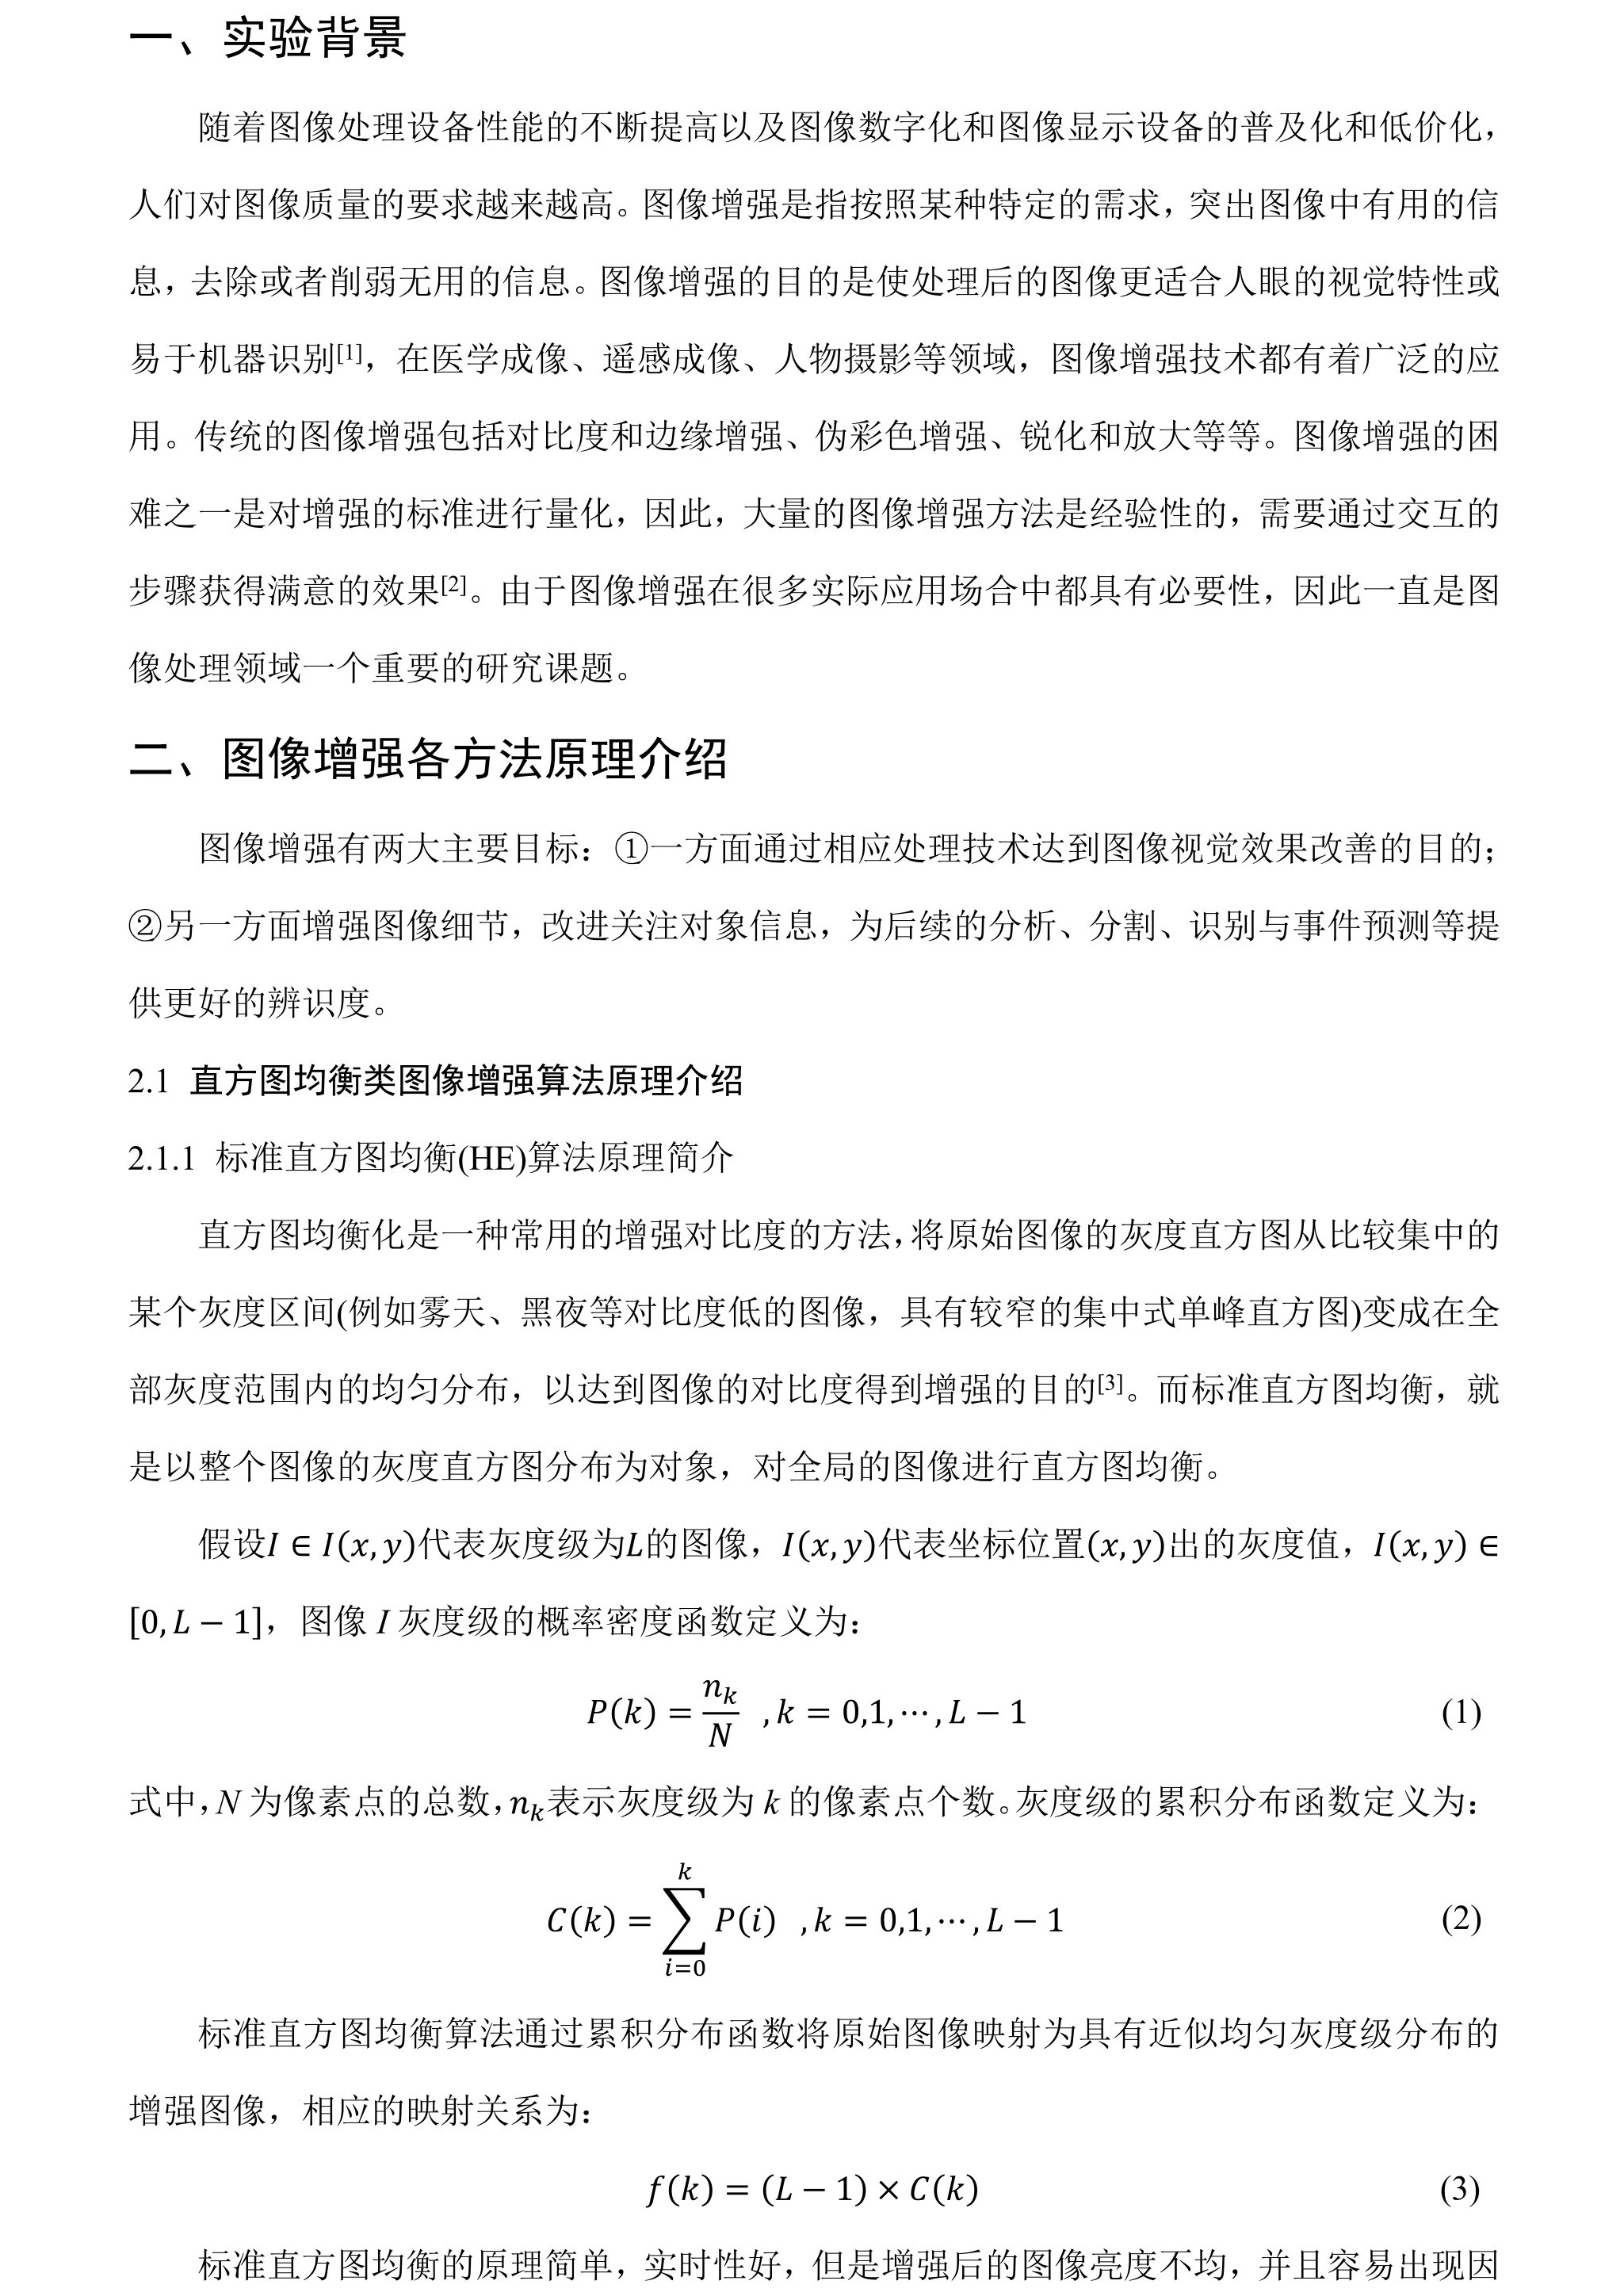 一、实验背景
随着图像处理设备性能的不断提高以及图像数字化和图像显示设备的普及化和低价化，
人们对图像质量的要求越来越高。图像增强是指按照某种特定的需求，突出图像中有用的信
息，去除或者削弱无用的信息。图像增强的目的是使处理后的图像更适合人眼的视觉特性或
易于机器识别[1]，在医学成像、遥感成像、人物摄影等领域，图像增强技术都有着广泛的应
用。传统的图像增强包括对比度和边缘增强、伪彩色增强、锐化和放大等等。图像增强的困
难之一是对增强的标准进行量化，因此，大量的图像增强方法是经验性的，需要通过交互的
步骤获得满意的效果[2]。由于图像增强在很多实际应用场合中都具有必要性，因此一直是图
像处理领域一个重要的研究课题。
二、图像增强各方法原理介绍
图像增强有两大主要目标：①一方面通过相应处理技术达到图像视觉效果改善的目的；
②另一方面增强图像细节，改进关注对象信息，为后续的分析、分割、识别与事件预测等提
供更好的辨识度。
2.1 直方图均衡类图像增强算法原理介绍
2.1.1 标准直方图均衡(HE)算法原理简介
直方图均衡化是一种常用的增强对比度的方法，将原始图像的灰度直方图从比较集中的
某个灰度区间(例如雾天、黑夜等对比度低的图像，具有较窄的集中式单峰直方图)变成在全
部灰度范围内的均匀分布，以达到图像的对比度得到增强的目的[3]。而标准直方图均衡，就
是以整个图像的灰度直方图分布为对象，对全局的图像进行直方图均衡。
假设I ∈ I(x, y)代表灰度级为L的图像，I(x, y)代表坐标位置(x, y)出的灰度值，I(x, y) ∈
[0, L − 1]，图像 I 灰度级的概率密度函数定义为：
P(k) = n_k / N , k = 0,1, ⋯ , L − 1 (1)
式中，N 为像素点的总数，n_k表示灰度级为 k 的像素点个数。灰度级的累积分布函数定义为：
C(k) = ∑_{i=0}^{k} P(i) , k = 0,1, ⋯ , L − 1 (2)
标准直方图均衡算法通过累积分布函数将原始图像映射为具有近似均匀灰度级分布的
增强图像，相应的映射关系为：
f(k) = (L − 1) × C(k) (3)
标准直方图均衡的原理简单，实时性好，但是增强后的图像亮度不均，并且容易出现因